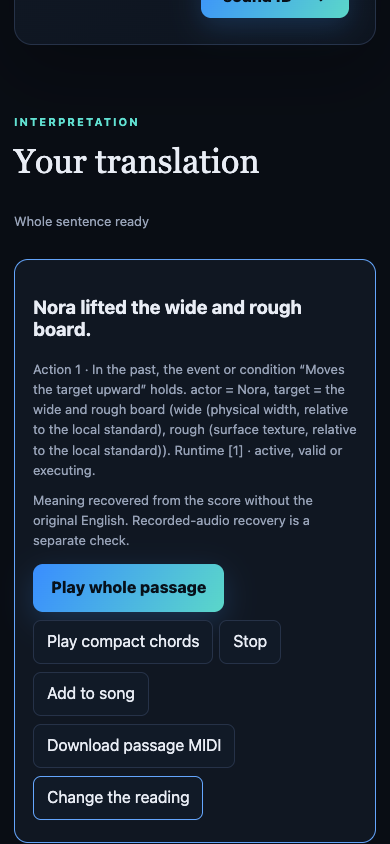 sound ID
INTERPRETATION
Your translation
Whole sentence ready
Nora lifted the wide and rough
board.
Action 1 · In the past, the event or condition “Moves
the target upward” holds. actor = Nora, target = the
wide and rough board (wide (physical width, relative
to the local standard), rough (surface texture, relative
to the local standard)). Runtime [1] · active, valid or
executing.
Meaning recovered from the score without the
original English. Recorded-audio recovery is a
separate check.
Play whole passage
Play compact chords
Stop
Add to song
Download passage MIDI
Change the reading